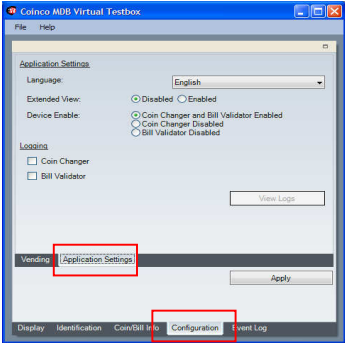 Coinco MDB Virtual Testbox
File Help
Application Settings
Language: English
Extended View: Disabled Enabled
Device Enable: Coin Changer and Bill Validator Enabled
Coin Changer Disabled
Bill Validator Disabled
Logging
Coin Changer
Bill Validator
View Logs
Vending Application Settings
Apply
Display Identification Coin/Bill Info Configuration Event Log